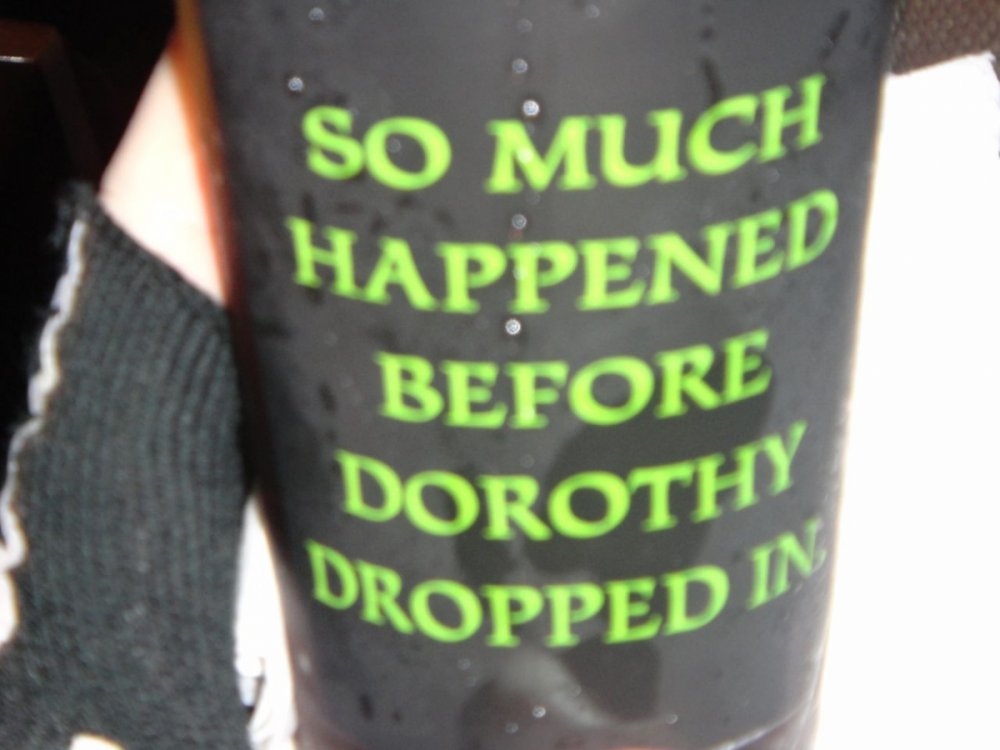 SO MUCH
HAPPENED
BEFORE
DOROTHY
DROPPED IN.